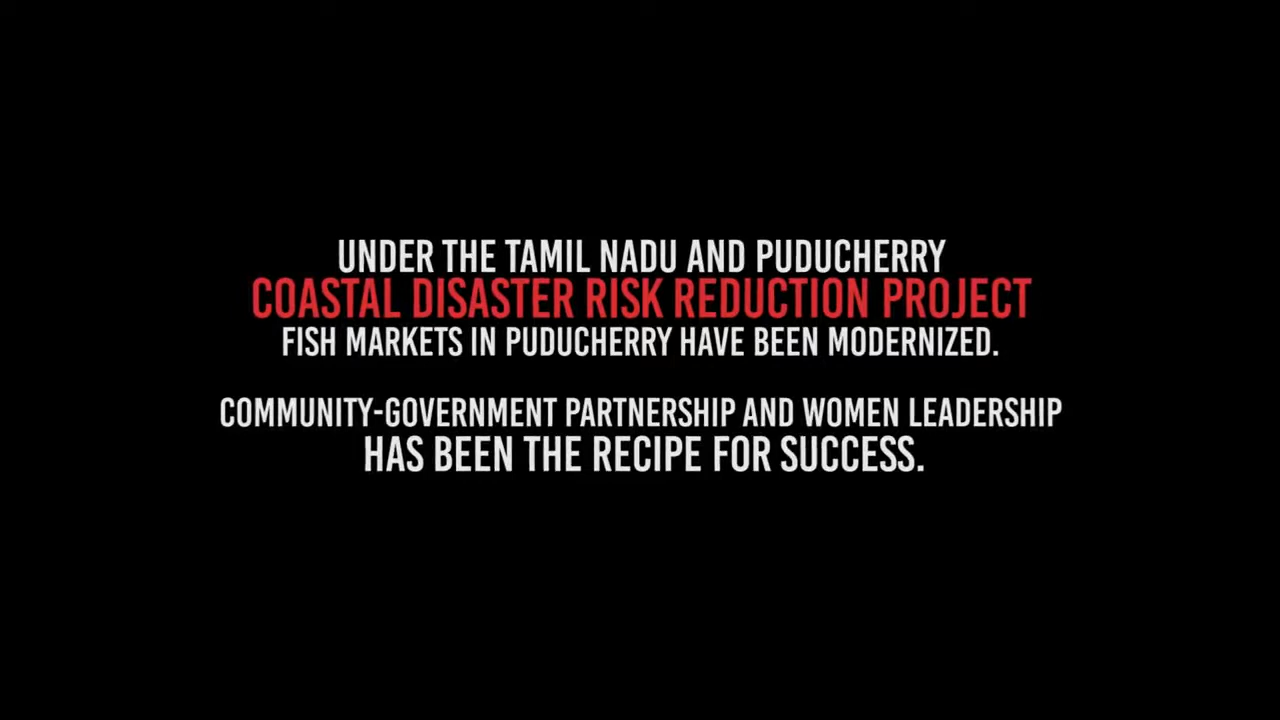 UNDER THE TAMIL NADU AND PUDUCHERRY
COASTAL DISASTER RISK REDUCTION PROJECT
FISH MARKETS IN PUDUCHERRY HAVE BEEN MODERNIZED.
COMMUNITY-GOVERNMENT PARTNERSHIP AND WOMEN LEADERSHIP
HAS BEEN THE RECIPE FOR SUCCESS.